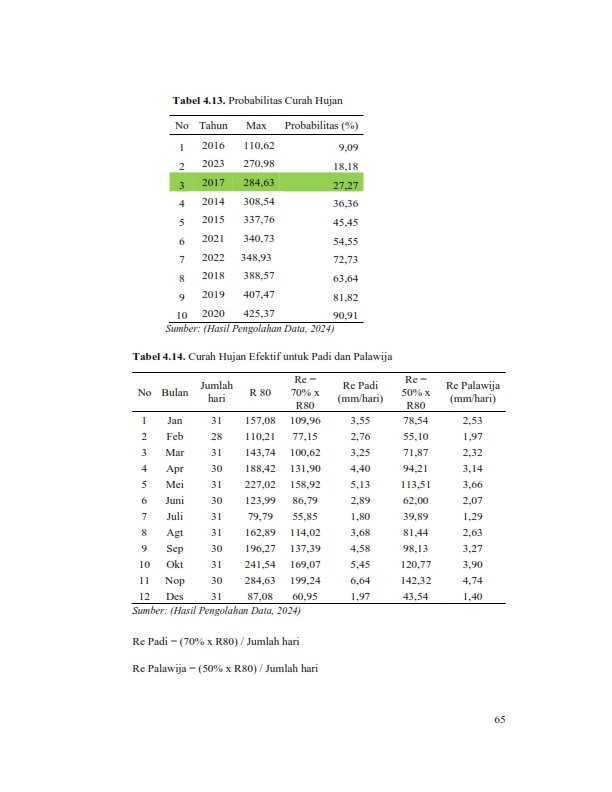 Tabel 4.13. Probabilitas Curah Hujan
No Tahun Max Probabilitas (%)
1 2016 110,62 9,09
2 2023 270,98 18,18
3 2017 284,63 27,27
4 2014 308,54 36,36
5 2015 337,76 45,45
6 2021 340,73 54,55
7 2022 348,93 72,73
8 2018 388,57 63,64
9 2019 407,47 81,82
10 2020 425,37 90,91
Sumber: (Hasil Pengolahan Data, 2024)
Tabel 4.14. Curah Hujan Efektif untuk Padi dan Palawija
No Bulan Jumlah hari R 80 Re = 70% x R80 Re Padi (mm/hari) Re = 50% x R80 Re Palawija (mm/hari)
1 Jan 31 157,08 109,96 3,55 78,54 2,53
2 Feb 28 110,21 77,15 2,76 55,10 1,97
3 Mar 31 143,74 100,62 3,25 71,87 2,32
4 Apr 30 188,42 131,90 4,40 94,21 3,14
5 Mei 31 227,02 158,92 5,13 113,51 3,66
6 Juni 30 123,99 86,79 2,89 62,00 2,07
7 Juli 31 79,79 55,85 1,80 39,89 1,29
8 Agt 31 162,89 114,02 3,68 81,44 2,63
9 Sep 30 196,27 137,39 4,58 98,13 3,27
10 Okt 31 241,54 169,07 5,45 120,77 3,90
11 Nop 30 284,63 199,24 6,64 142,32 4,74
12 Des 31 87,08 60,95 1,97 43,54 1,40
Sumber: (Hasil Pengolahan Data, 2024)
Re Padi = (70% x R80) / Jumlah hari
Re Palawija = (50% x R80) / Jumlah hari
65